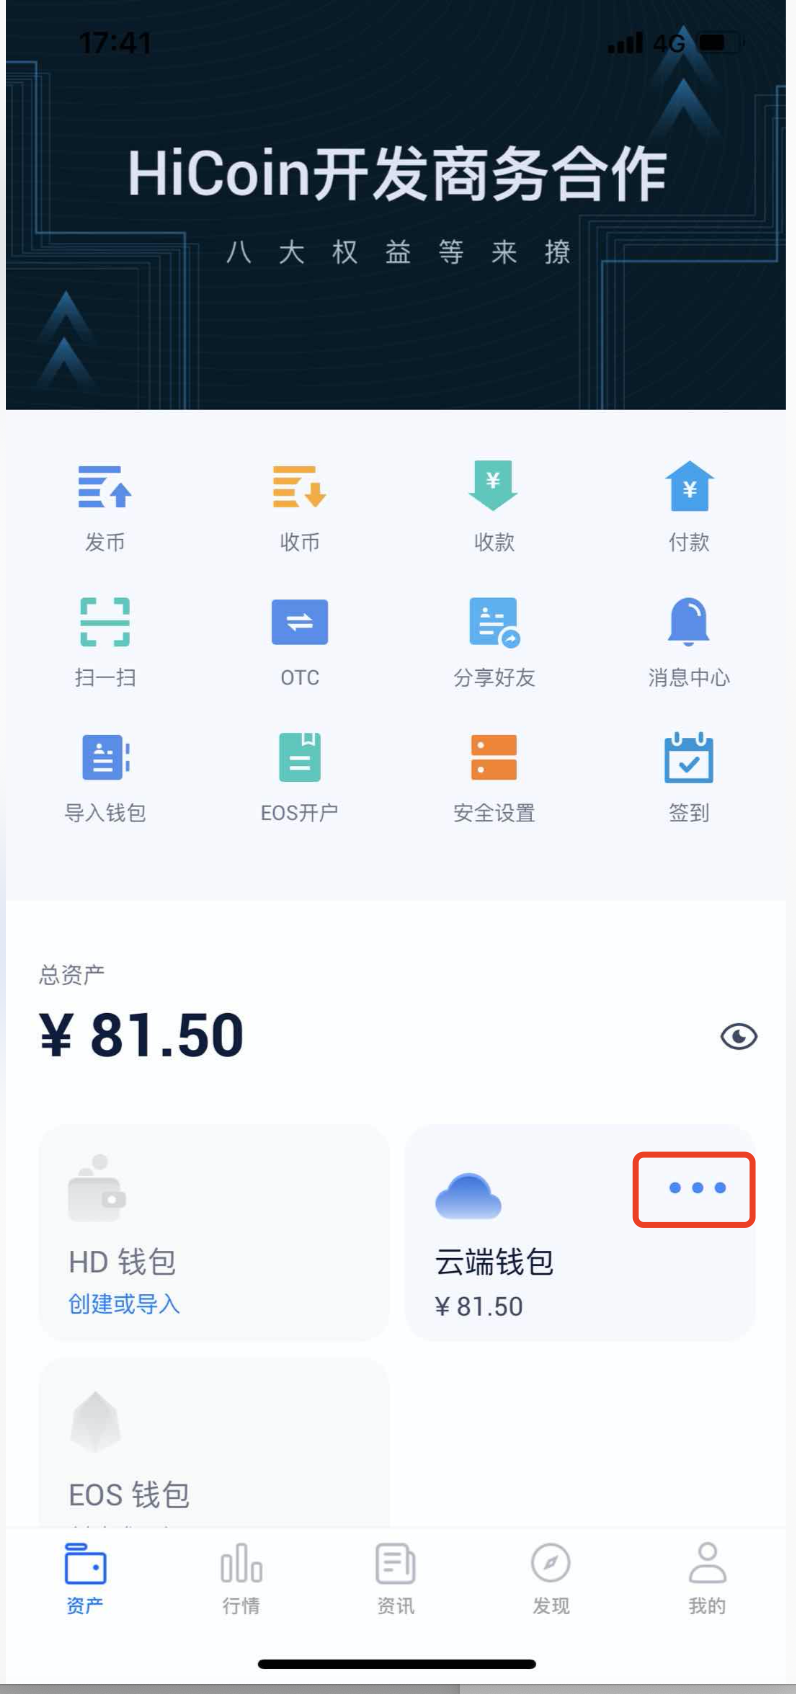 17:41
4G
HiCoin开发商务合作
八大权益等来撩
发币 收币 收款 付款
扫一扫 OTC 分享好友 消息中心
导入钱包 EOS开户 安全设置 签到
总资产
¥ 81.50
HD 钱包
创建或导入
云端钱包
¥ 81.50
EOS 钱包
资产 行情 资讯 发现 我的